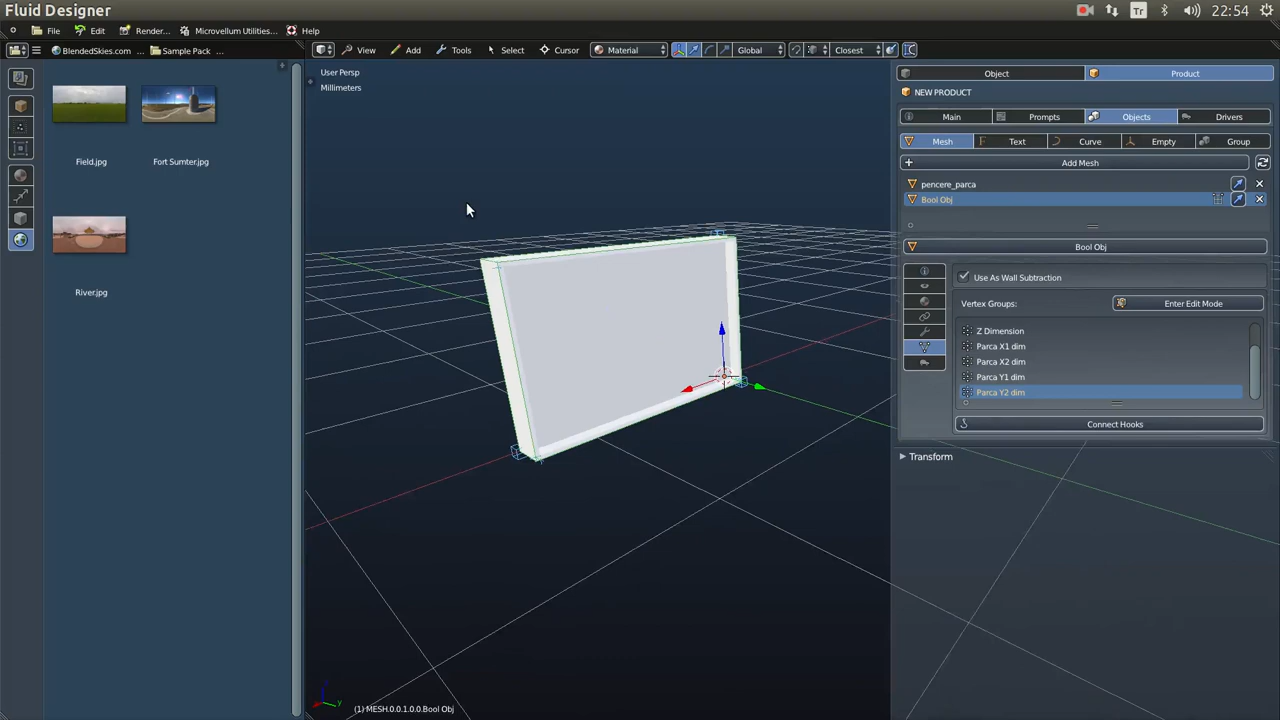 Fluid Designer
Tr
22:54
File
Edit
Render...
Microvellum Utilities...
Help
BlendedSkies.com
Sample Pack
View
Add
Tools
Select
Cursor
Material
Global
Closest
User Persp
Millimeters
Field.jpg
Fort Sumter.jpg
River.jpg
Object
Product
NEW PRODUCT
Main
Prompts
Objects
Drivers
Mesh
Text
Curve
Empty
Group
Add Mesh
pencere_parca
Bool Obj
Bool Obj
Use As Wall Subtraction
Vertex Groups:
Enter Edit Mode
Z Dimension
Parca X1 dim
Parca X2 dim
Parca Y1 dim
Parca Y2 dim
Connect Hooks
Transform
(1) MESH.0.0.1.0.0.Bool Obj